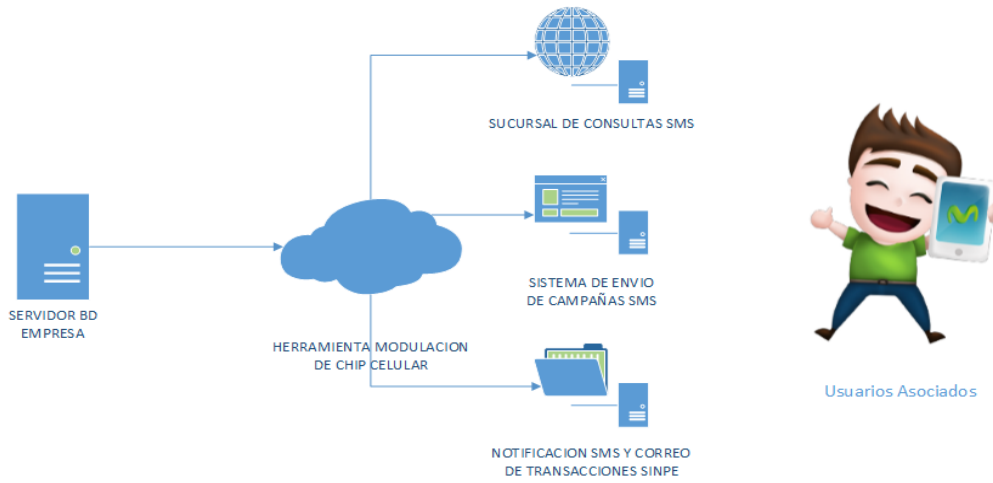 SUCURSAL DE CONSULTAS SMS
SISTEMA DE ENVIO
DE CAMPAÑAS SMS
SERVIDOR BD
EMPRESA
HERRAMIENTA MODULACION
DE CHIP CELULAR
Usuarios Asociados
NOTIFICACION SMS Y CORREO
DE TRANSACCIONES SINPE